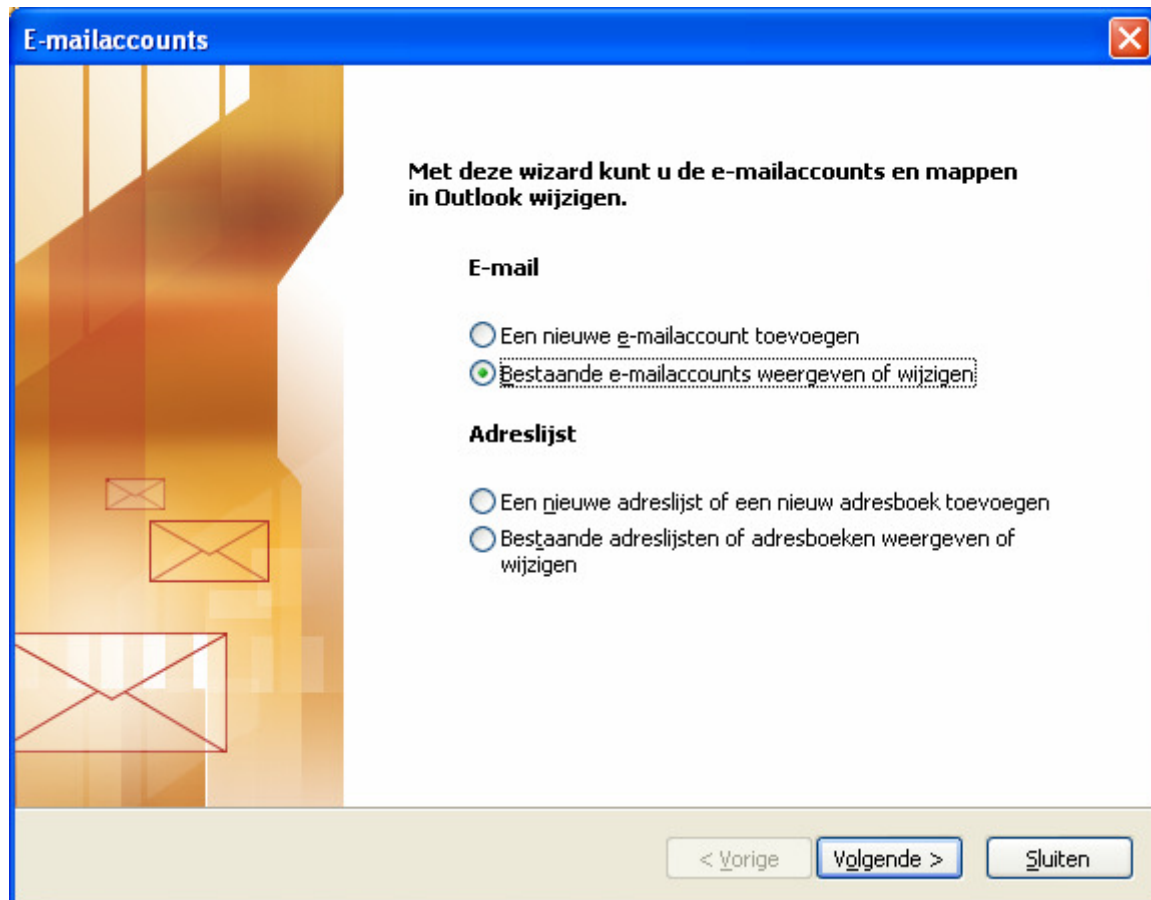 E-mailaccounts
Met deze wizard kunt u de e-mailaccounts en mappen
in Outlook wijzigen.
E-mail
Een nieuwe e-mailaccount toevoegen
Bestaande e-mailaccounts weergeven of wijzigen
Adreslijst
Een nieuwe adreslijst of een nieuw adresboek toevoegen
Bestaande adreslijsten of adresboeken weergeven of
wijzigen
< Vorige
Volgende >
Sluiten